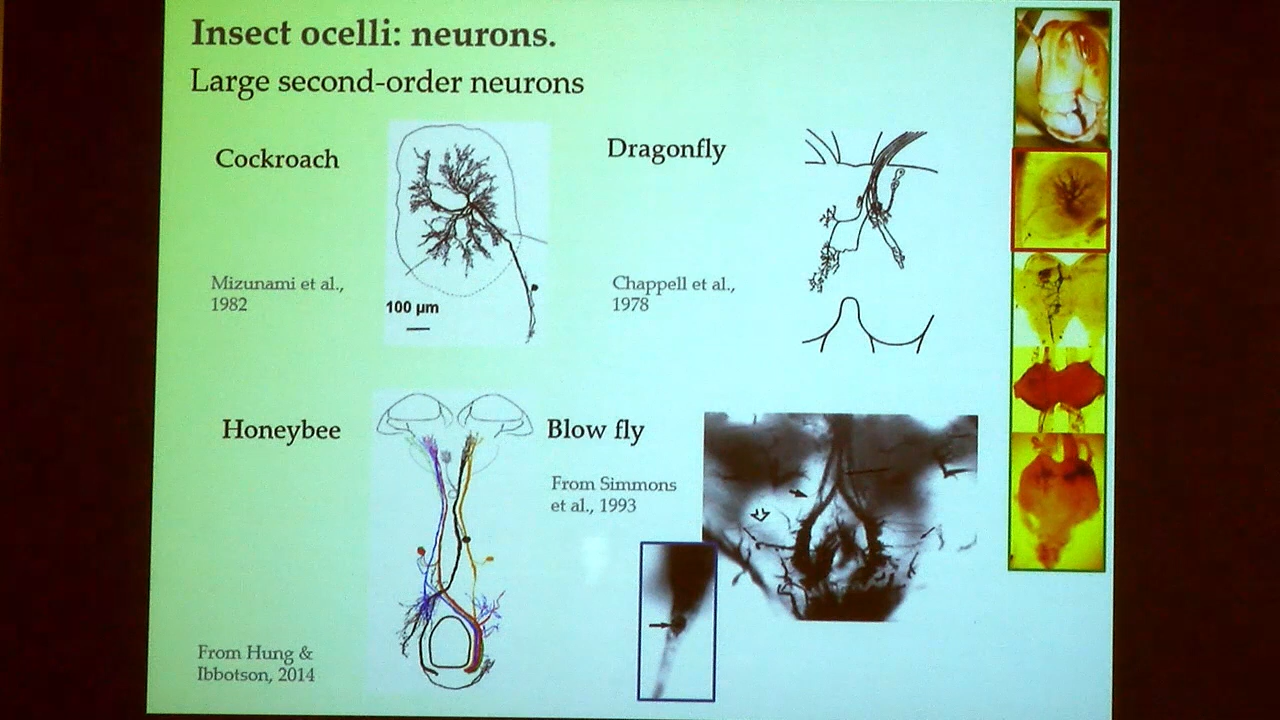 Insect ocelli: neurons.
Large second-order neurons
Cockroach
Mizunami et al.,
1982
100 µm
Dragonfly
Chappell et al.,
1978
Honeybee
From Hung &
Ibbotson, 2014
Blow fly
From Simmons
et al., 1993